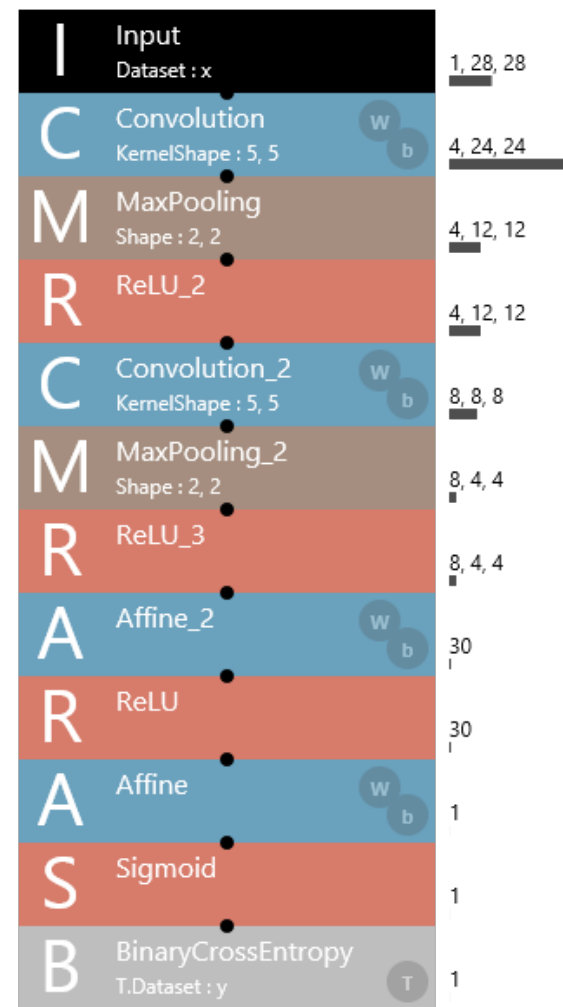 I
Input
Dataset : x
1, 28, 28
C
Convolution
KernelShape : 5, 5
W
b
4, 24, 24
M
MaxPooling
Shape : 2, 2
4, 12, 12
R
ReLU_2
4, 12, 12
C
Convolution_2
KernelShape : 5, 5
W
b
8, 8, 8
M
MaxPooling_2
Shape : 2, 2
8, 4, 4
R
ReLU_3
8, 4, 4
A
Affine_2
W
b
30
R
ReLU
30
A
Affine
W
b
1
S
Sigmoid
1
B
BinaryCrossEntropy
T.Dataset : y
T
1